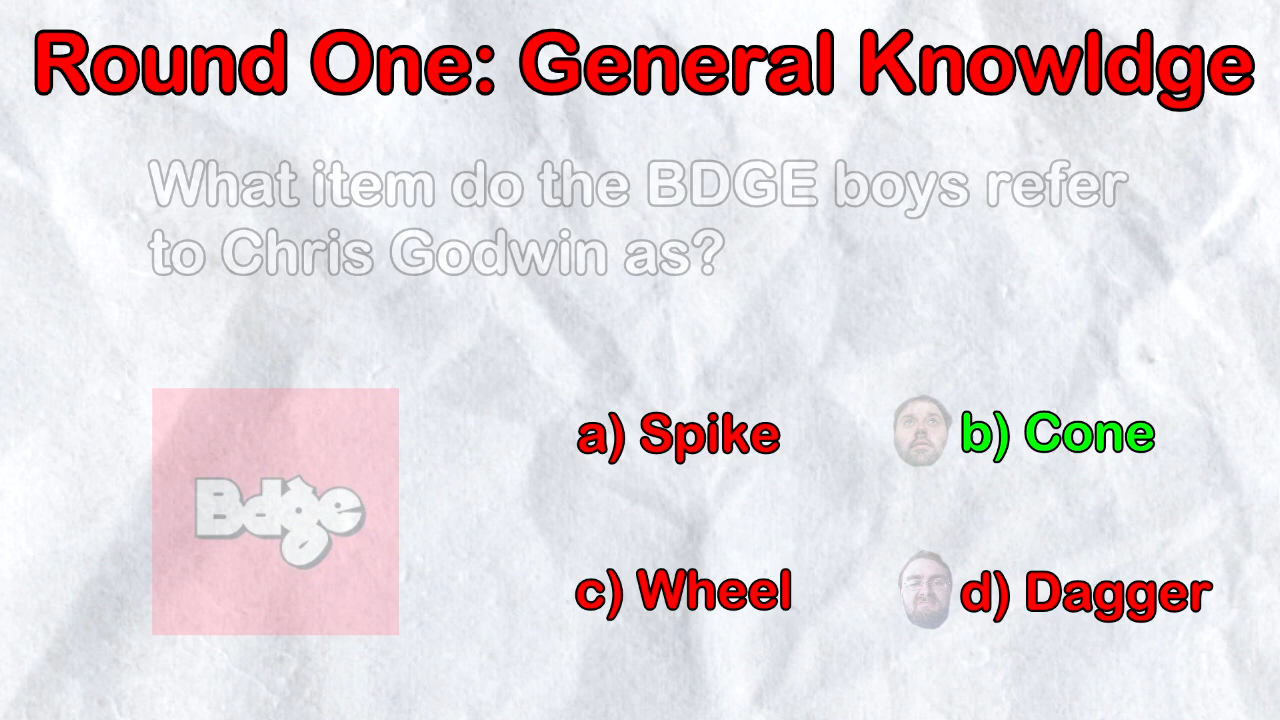 Round One: General Knowldge
What item do the BDGE boys refer
to Chris Godwin as?
a) Spike
b) Cone
Bdge
c) Wheel
d) Dagger